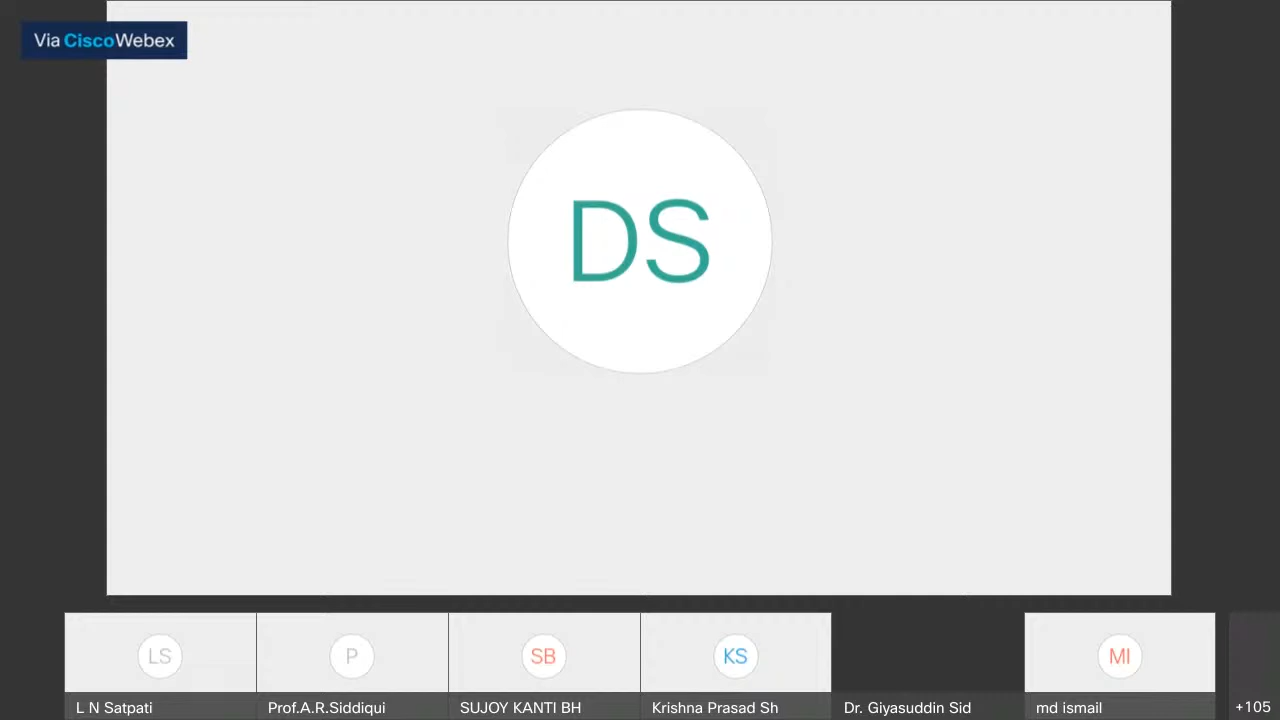 Via CiscoWebex
DS
LS
P
SB
KS
MI
L N Satpati
Prof.A.R.Siddiqui
SUJOY KANTI BH
Krishna Prasad Sh
Dr. Giyasuddin Sid
md ismail
+105